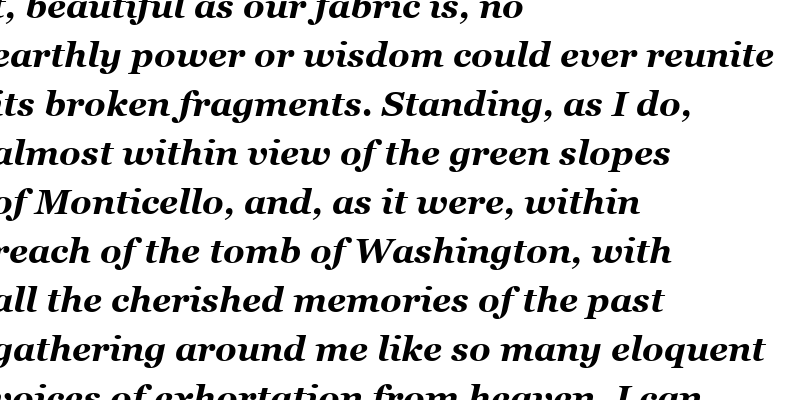 t, beautiful as our fabric is, no
earthly power or wisdom could ever reunite
its broken fragments. Standing, as I do,
almost within view of the green slopes
of Monticello, and, as it were, within
reach of the tomb of Washington, with
all the cherished memories of the past
gathering around me like so many eloquent
voices of exhortation from heaven, I can